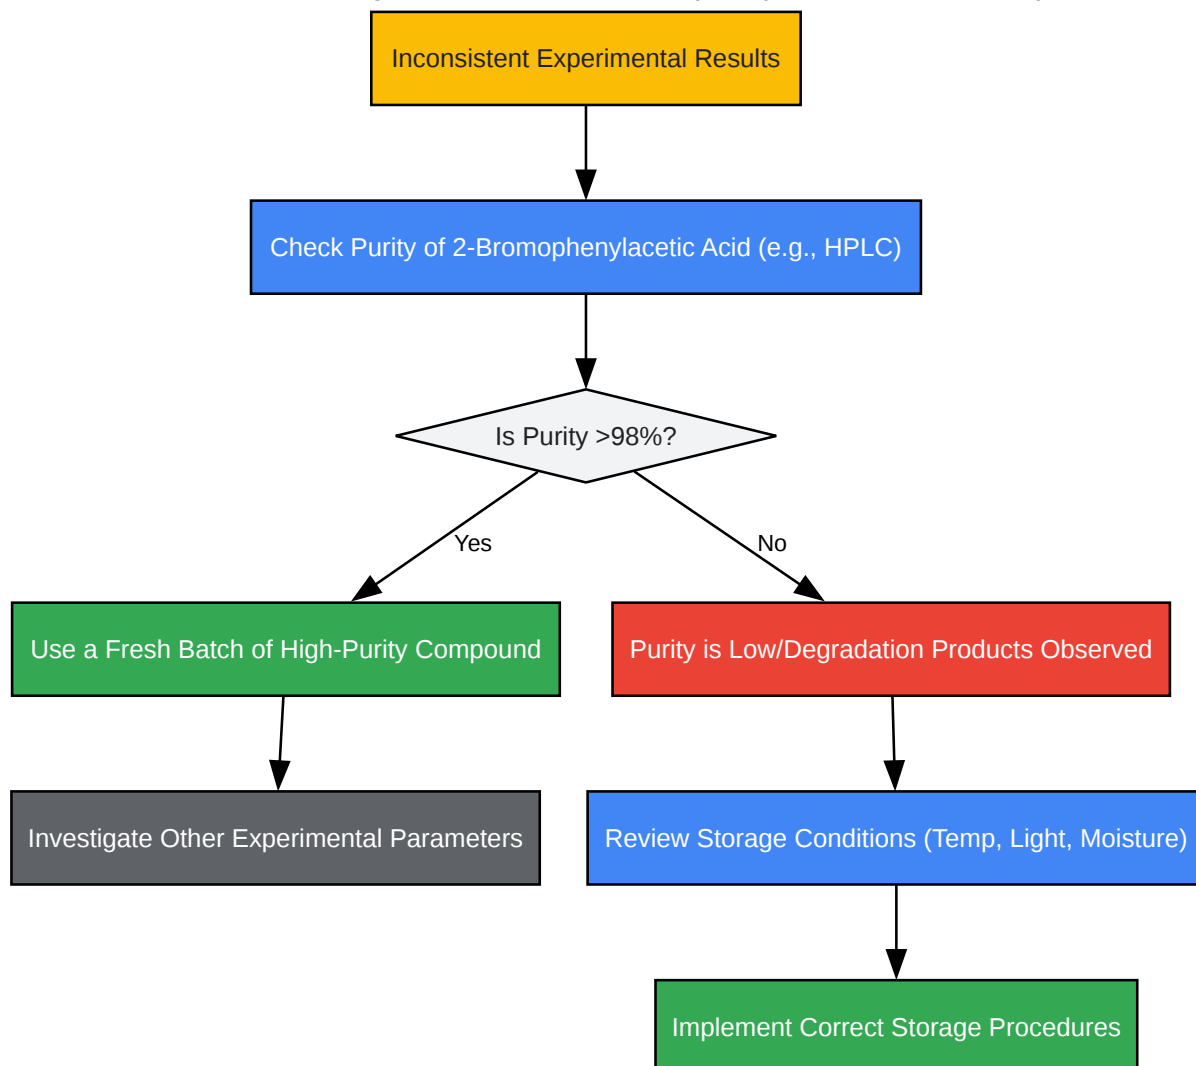 Inconsistent Experimental Results
Check Purity of 2-Bromophenylacetic Acid (e.g., HPLC)
Is Purity >98%?
Yes
No
Use a Fresh Batch of High-Purity Compound
Purity is Low/Degradation Products Observed
Investigate Other Experimental Parameters
Review Storage Conditions (Temp, Light, Moisture)
Implement Correct Storage Procedures